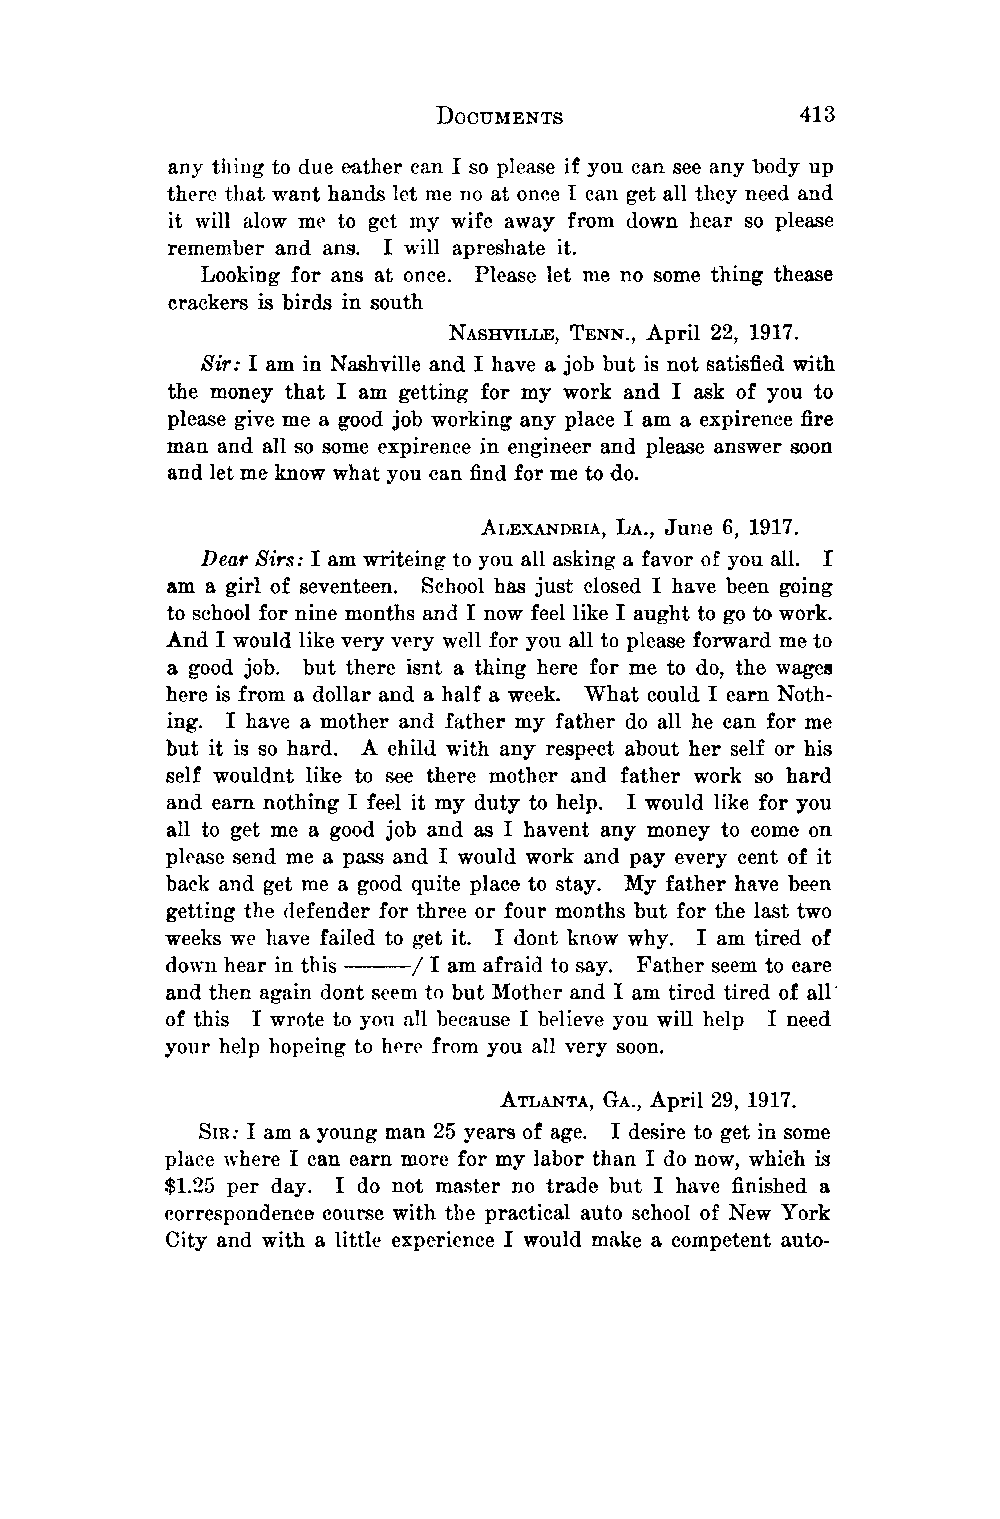 DOCUMENTS 413
any thing to due eather can I so please if you can see any body up
there that want hands let me no at once I can get all they need and
it will alow me to get my wife away from down hear so please
remember and ans. I will apreshate it.
Looking for ans at once. Please let me no some thing thease
crackers is birds in south
NASHVILLE, TENN., April 22, 1917.
Sir: I am in Nashville and I have a job but is not satisfied with
the money that I am getting for my work and I ask of you to
please give me a good job working any place I am a expirence fire
man and all so some expirence in engineer and please answer soon
and let me know what you can find for me to do.
ALEXANDRIA, LA., June 6, 1917.
Dear Sirs: I am writeing to you all asking a favor of you all. I
am a girl of seventeen. School has just closed I have been going
to school for nine months and I now feel like I aught to go to work.
And I would like very very well for you all to please forward me to
a good job. but there isnt a thing here for me to do, the wages
here is from a dollar and a half a week. What could I earn Noth-
ing. I have a mother and father my father do all he can for me
but it is so hard. A child with any respect about her self or his
self wouldnt like to see there mother and father work so hard
and earn nothing I feel it my duty to help. I would like for you
all to get me a good job and as I havent any money to come on
please send me a pass and I would work and pay every cent of it
back and get me a good quite place to stay. My father have been
getting the defender for three or four months but for the last two
weeks we have failed to get it. I dont know why. I am tired of
down hear in this ———/ I am afraid to say. Father seem to care
and then again dont seem to but Mother and I am tired tired of all
of this I wrote to you all because I believe you will help I need
your help hopeing to here from you all very soon.
ATLANTA, GA., April 29, 1917.
SIR: I am a young man 25 years of age. I desire to get in some
place where I can earn more for my labor than I do now, which is
$1.25 per day. I do not master no trade but I have finished a
correspondence course with the practical auto school of New York
City and with a little experience I would make a competent auto-